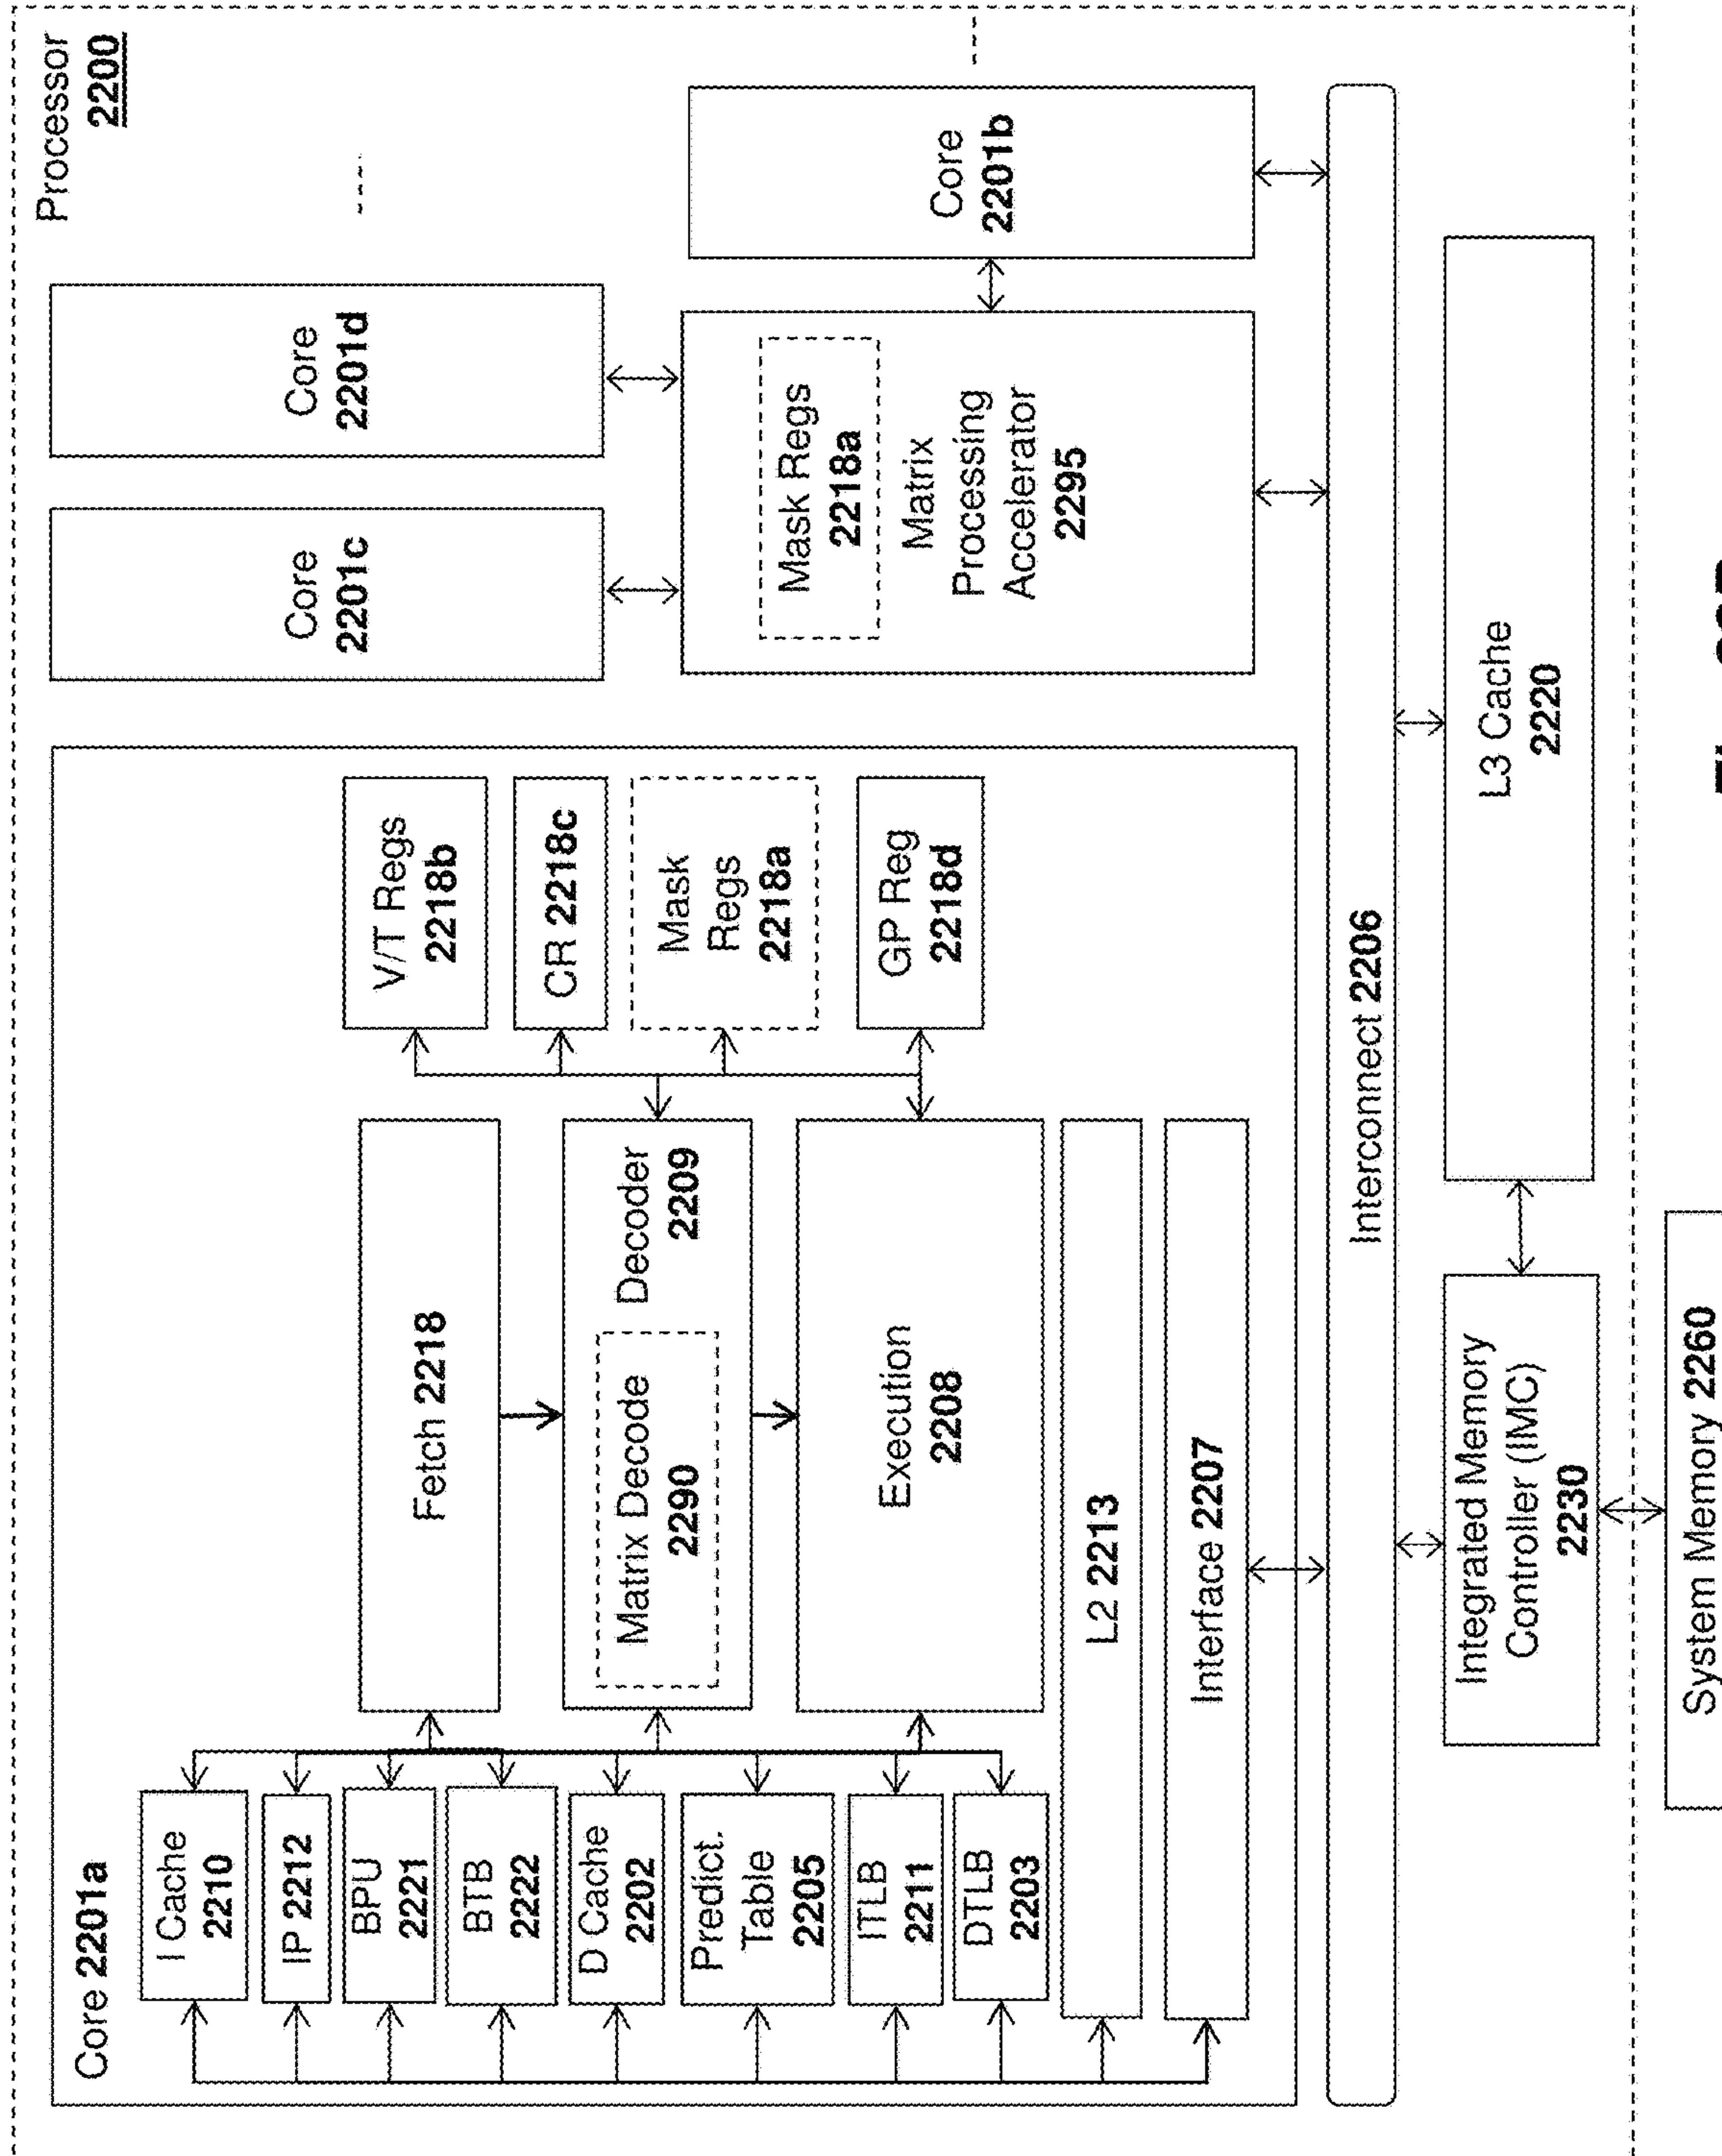 Processor
2200
Core 2201a
I Cache
2210
IP 2212
BPU
2221
BTB
2222
D Cache
2202
Predict.
Table
2205
ITLB
2211
DTLB
2203
Fetch 2218
Matrix Decode
2290
Decoder
2209
Execution
2208
L2 2213
Interface 2207
V/T Regs
2218b
CR 2218c
Mask
Regs
2218a
GP Reg
2218d
Core
2201c
Core
2201d
Mask Regs
2218a
Matrix
Processing
Accelerator
2295
Core
2201b
Interconnect 2206
Integrated Memory
Controller (IMC)
2230
L3 Cache
2220
System Memory 2260